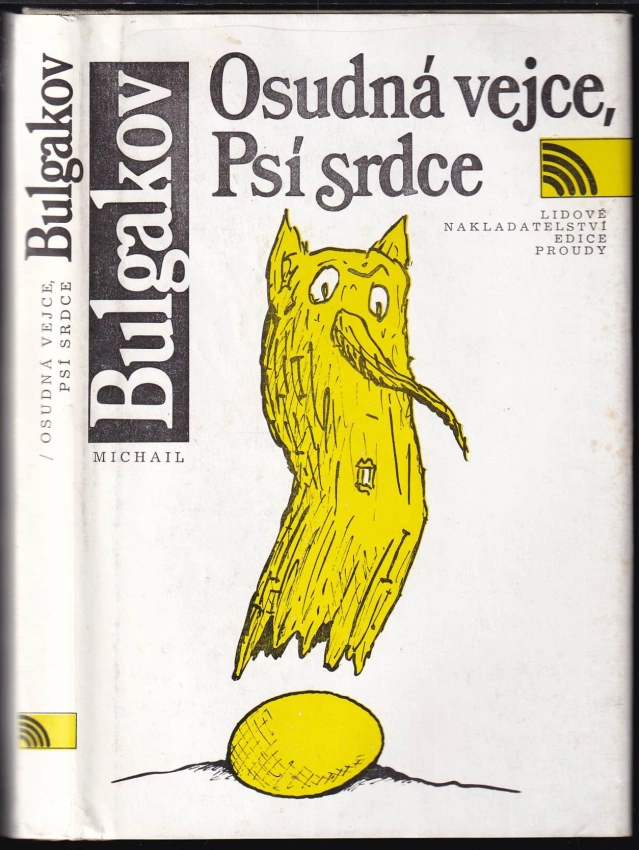 Bulgakov
/ OSUDNÁ VEJCE,
PSÍ SRDCE
Bulgakov
MICHAIL
Osudná vejce,
Psí srdce
LIDOVÉ
NAKLADATELSTVÍ
EDICE
PROUDY